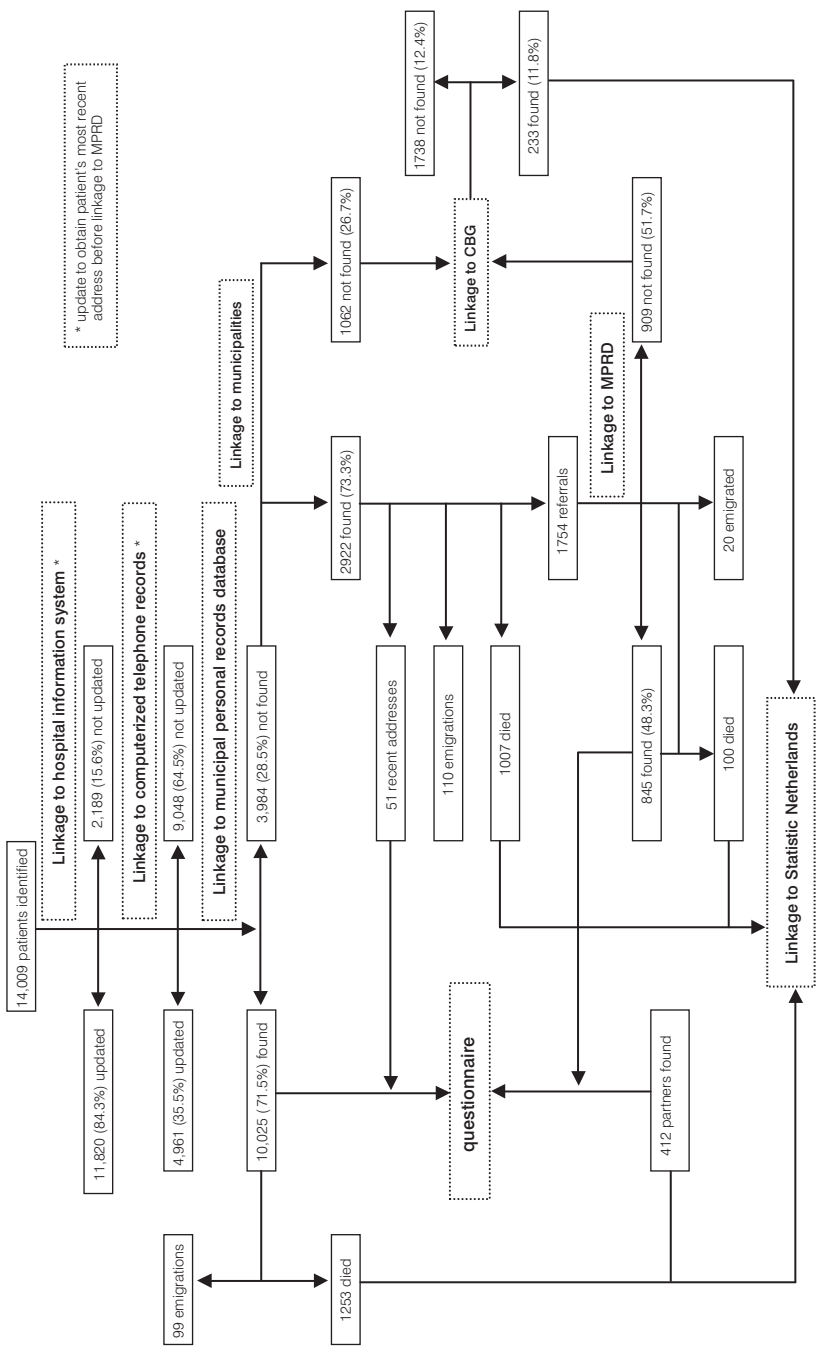 14,009 patients identified
* update to obtain patient's most recent
address before linkage to MPRD
Linkage to hospital information
system *
11,820 (84.3%) updated
2,189 (15.6%) not updated
Linkage to computerized telephone
records *
4,961 (35.5%) updated
9,048 (64.5%) not updated
Linkage to municipal personal records database
99 emigrations
10,025 (71.5%) found
3,984 (28.5%) not found
Linkage to municipalities
1253 died
2922 found (73.3%)
1062 not found (26.7%)
1738 not found (12.4%)
51 recent addresses
110 emigrations
questionnaire
Linkage to CBG
233 found (11.8%)
1007 died
1754 referrals
Linkage to MPRD
412 partners found
845 found (48.3%)
909 not found (51.7%)
100 died
20 emigrated
Linkage to Statistic Netherlands